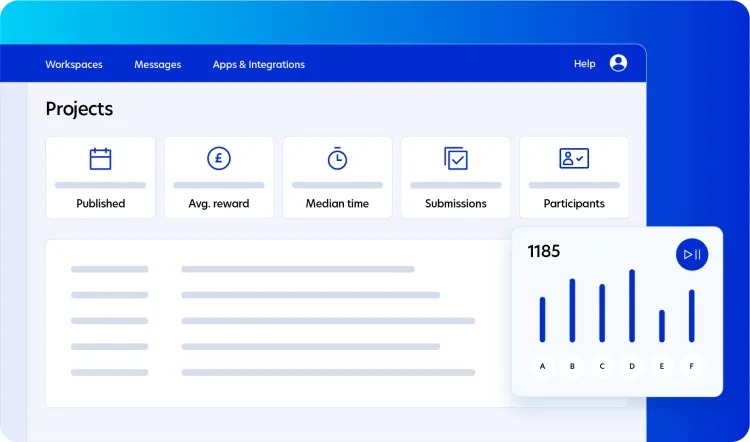 Workspaces Messages Apps & Integrations Help
Projects
£
Published Avg. reward Median time Submissions Participants
1185
A B C D E F